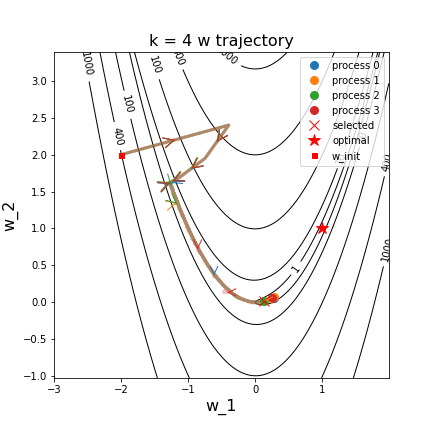 k = 4 w trajectory
1000
100
400
100
process 0
process 1
process 2
process 3
selected
optimal
w_init
400
1
1000
w_2
3.0
2.5
2.0
1.5
1.0
0.5
0.0
−0.5
−1.0
−3
−2
−1
0
1
w_1